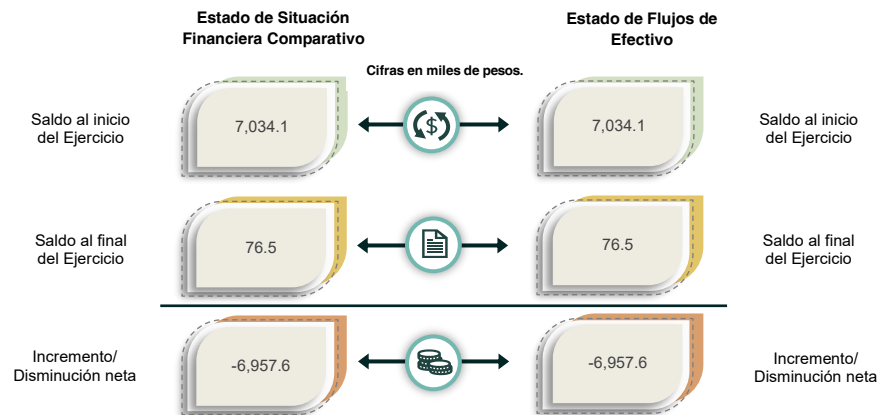 Estado de Situación
Financiera Comparativo
Estado de Flujos de
Efectivo
Cifras en miles de pesos.
Saldo al inicio
del Ejercicio
7,034.1
$
7,034.1
Saldo al inicio
del Ejercicio
Saldo al final
del Ejercicio
76.5
76.5
Saldo al final
del Ejercicio
Incremento/
Disminución neta
-6,957.6
-6,957.6
Incremento/
Disminución neta